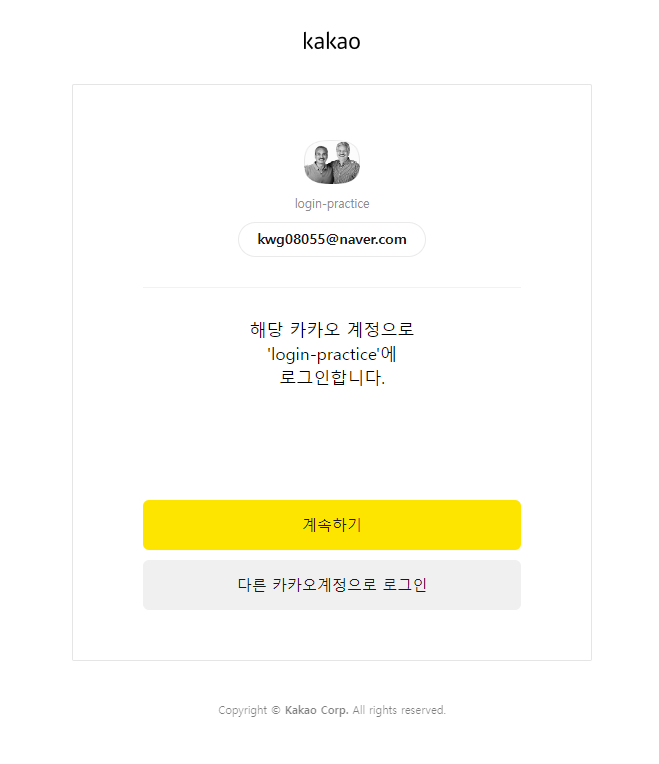 kakao
login-practice
kwg08055@naver.com
해당 카카오 계정으로
'login-practice'에
로그인합니다.
계속하기
다른 카카오계정으로 로그인
Copyright © Kakao Corp. All rights reserved.